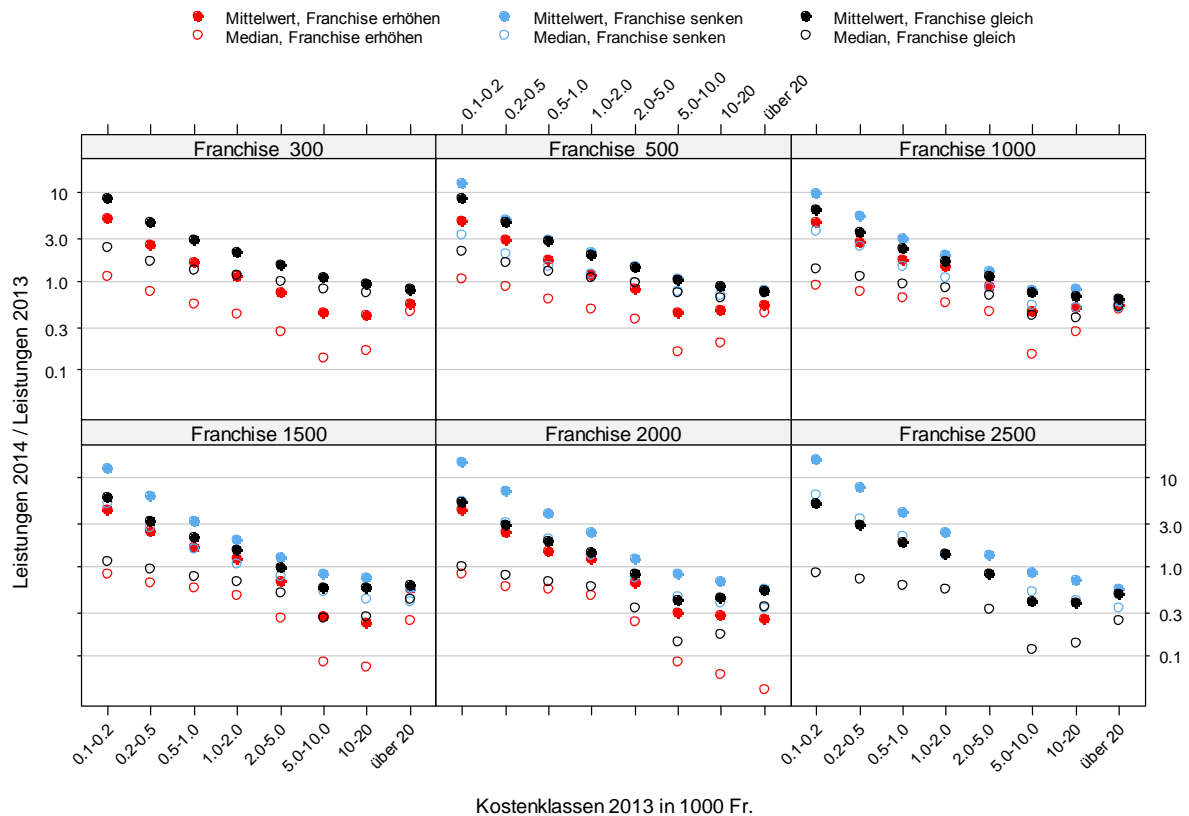 Mittelwert, Franchise erhöhen Mittelwert, Franchise senken Mittelwert, Franchise gleich
Median, Franchise erhöhen Median, Franchise senken Median, Franchise gleich
0.1-0.2 0.2-0.5 0.5-1.0 1.0-2.0 2.0-5.0 5.0-10.0 10-20 über 20
Franchise 300 Franchise 500 Franchise 1000
10
3.0
1.0
0.3
0.1
Franchise 1500 Franchise 2000 Franchise 2500
10
3.0
1.0
0.3
0.1
Leistungen 2014 / Leistungen 2013
0.1-0.2 0.2-0.5 0.5-1.0 1.0-2.0 2.0-5.0 5.0-10.0 10-20 über 20
0.1-0.2 0.2-0.5 0.5-1.0 1.0-2.0 2.0-5.0 5.0-10.0 10-20 über 20
Kostenklassen 2013 in 1000 Fr.